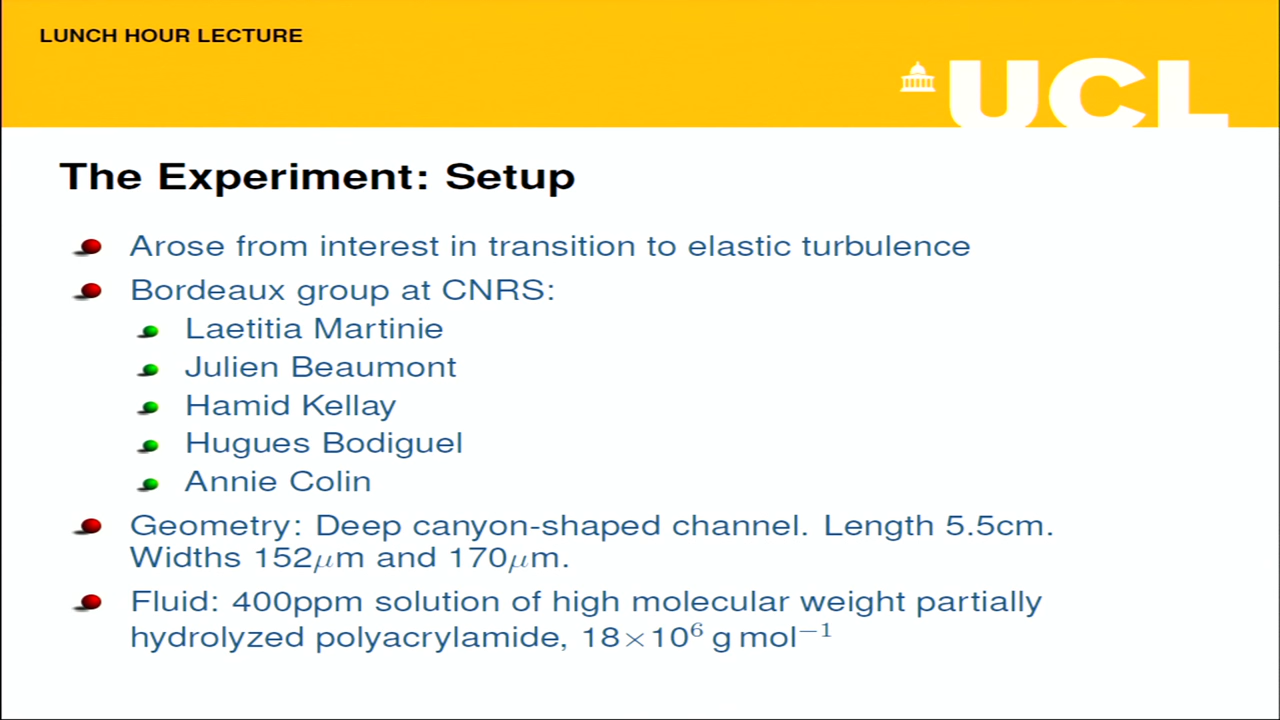 LUNCH HOUR LECTURE
UCL
The Experiment: Setup
Arose from interest in transition to elastic turbulence
Bordeaux group at CNRS:
Laetitia Martinie
Julien Beaumont
Hamid Kellay
Hugues Bodiguel
Annie Colin
Geometry: Deep canyon-shaped channel. Length 5.5cm.
Widths 152μm and 170μm.
Fluid: 400ppm solution of high molecular weight partially
hydrolyzed polyacrylamide, 18×10⁶ g mol⁻¹